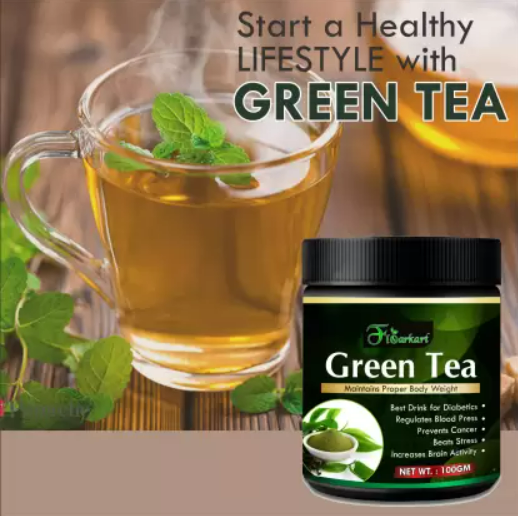 Start a Healthy
LIFESTYLE with
GREEN TEA
Green Tea
Maintains Proper Body Weight
Best Drink for Diabetics •
Regulates Blood Press •
Prevents Cancer •
Beats Stress •
Increases Brain Activity •
NET WT. : 100GM